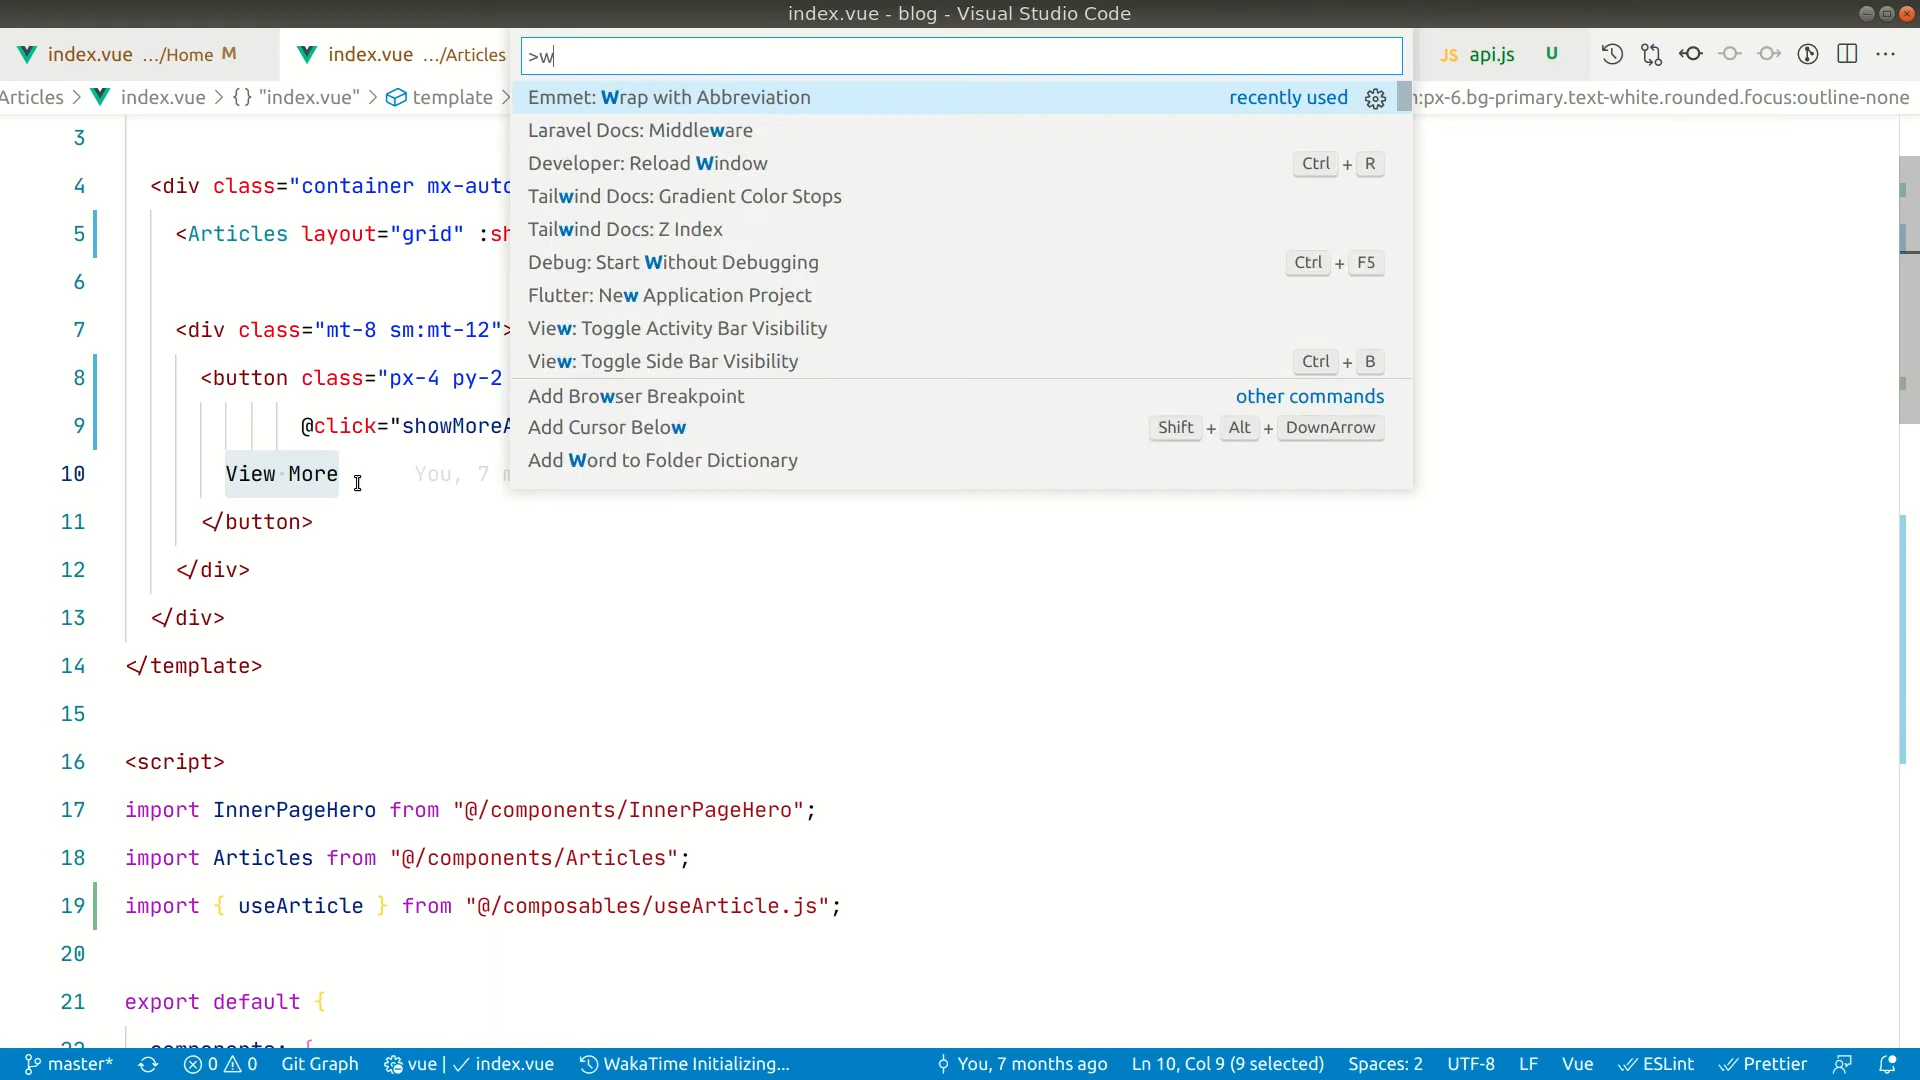 index.vue - blog - Visual Studio Code
index.vue .../Home M
index.vue .../Articles
>w
JS api.js U
Articles > index.vue > {} "index.vue" > template >
:px-6.bg-primary.text-white.rounded.focus:outline-none
Emmet: Wrap with Abbreviation recently used
Laravel Docs: Middleware
Developer: Reload Window Ctrl + R
Tailwind Docs: Gradient Color Stops
Tailwind Docs: Z Index
Debug: Start Without Debugging Ctrl + F5
Flutter: New Application Project
View: Toggle Activity Bar Visibility
View: Toggle Side Bar Visibility Ctrl + B
Add Browser Breakpoint other commands
Add Cursor Below Shift + Alt + DownArrow
Add Word to Folder Dictionary
3
4 <div class="container mx-auto
5 <Articles layout="grid" :sh
6
7 <div class="mt-8 sm:mt-12">
8 <button class="px-4 py-2
9 @click="showMoreA
10 View·More You, 7 m
11 </button>
12 </div>
13 </div>
14 </template>
15
16 <script>
17 import InnerPageHero from "@/components/InnerPageHero";
18 import Articles from "@/components/Articles";
19 import { useArticle } from "@/composables/useArticle.js";
20
21 export default {
22 components: {
master* 0 0 Git Graph vue | index.vue WakaTime Initializing... You, 7 months ago Ln 10, Col 9 (9 selected) Spaces: 2 UTF-8 LF Vue ESLint Prettier